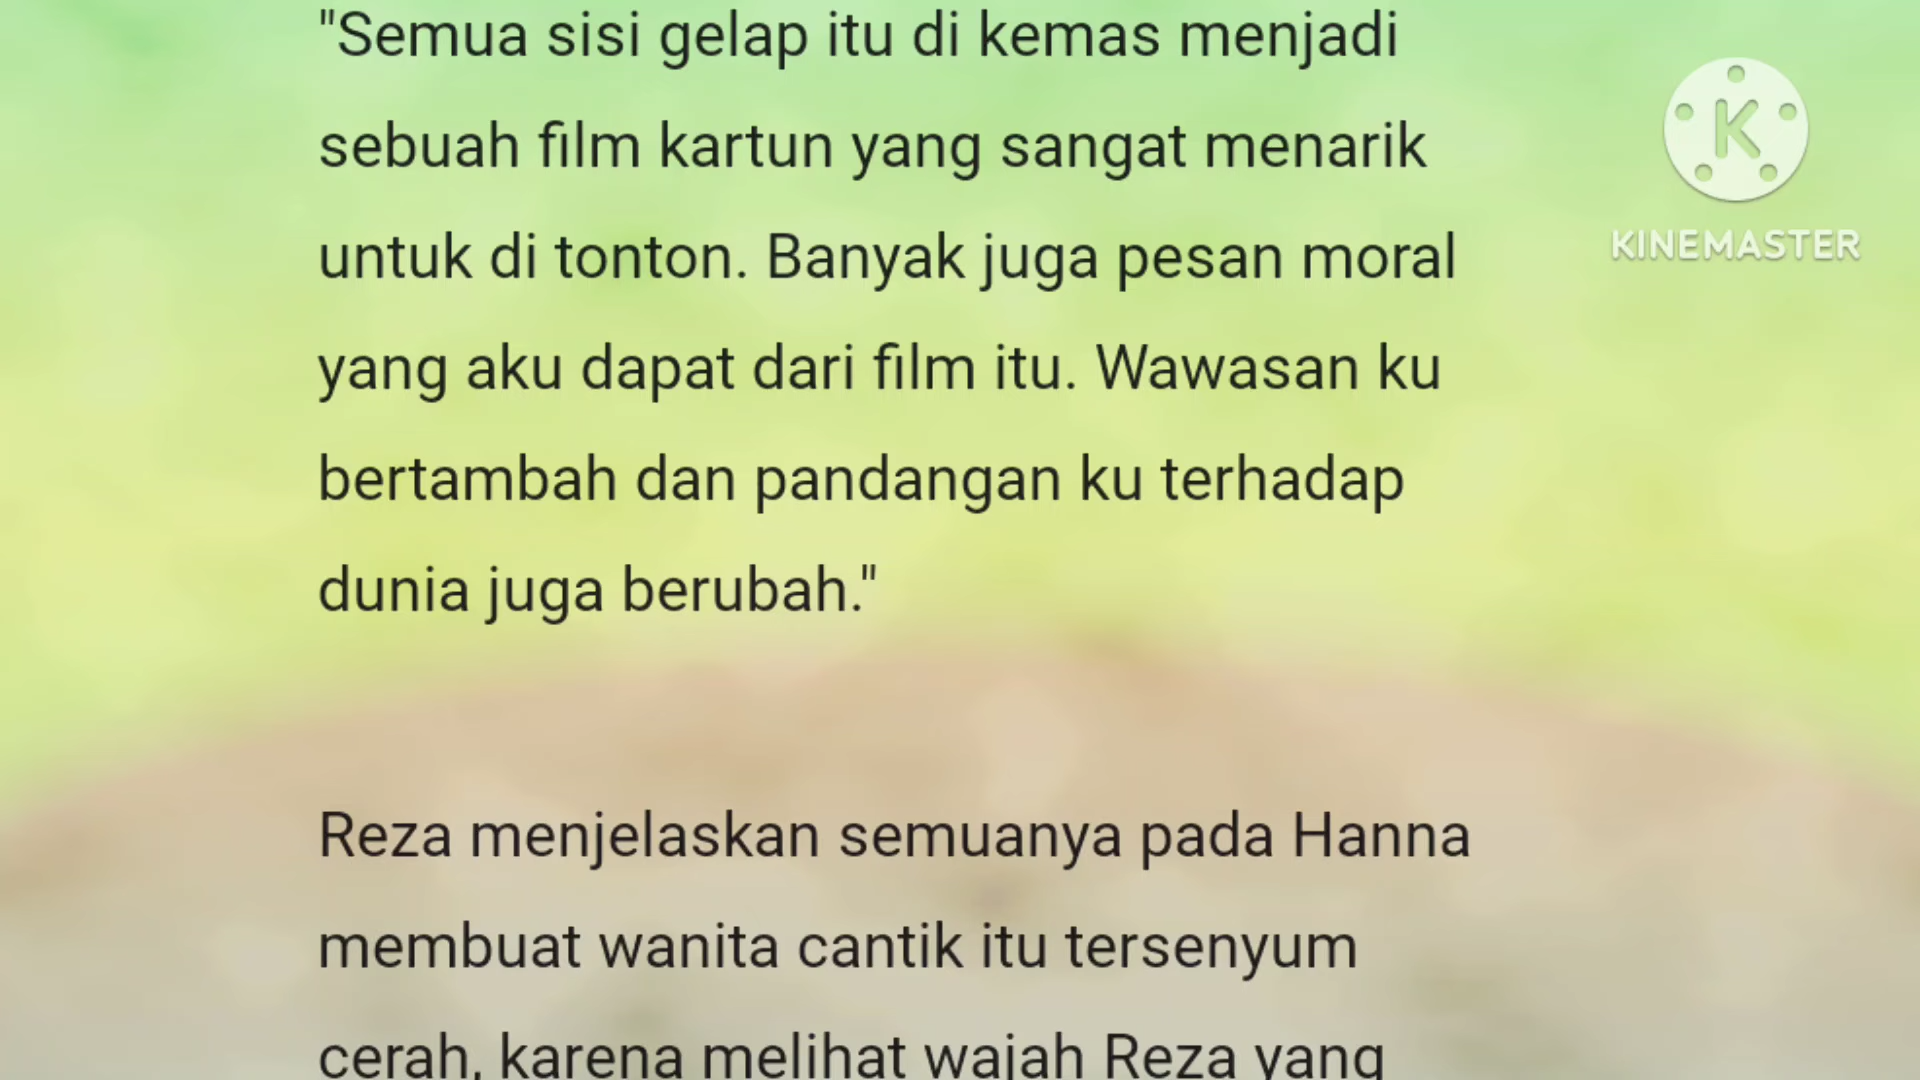 "Semua sisi gelap itu di kemas menjadi
sebuah film kartun yang sangat menarik
untuk di tonton. Banyak juga pesan moral
yang aku dapat dari film itu. Wawasan ku
bertambah dan pandangan ku terhadap
dunia juga berubah."
Reza menjelaskan semuanya pada Hanna
membuat wanita cantik itu tersenyum
cerah, karena melihat wajah Reza yang
K
KINEMASTER